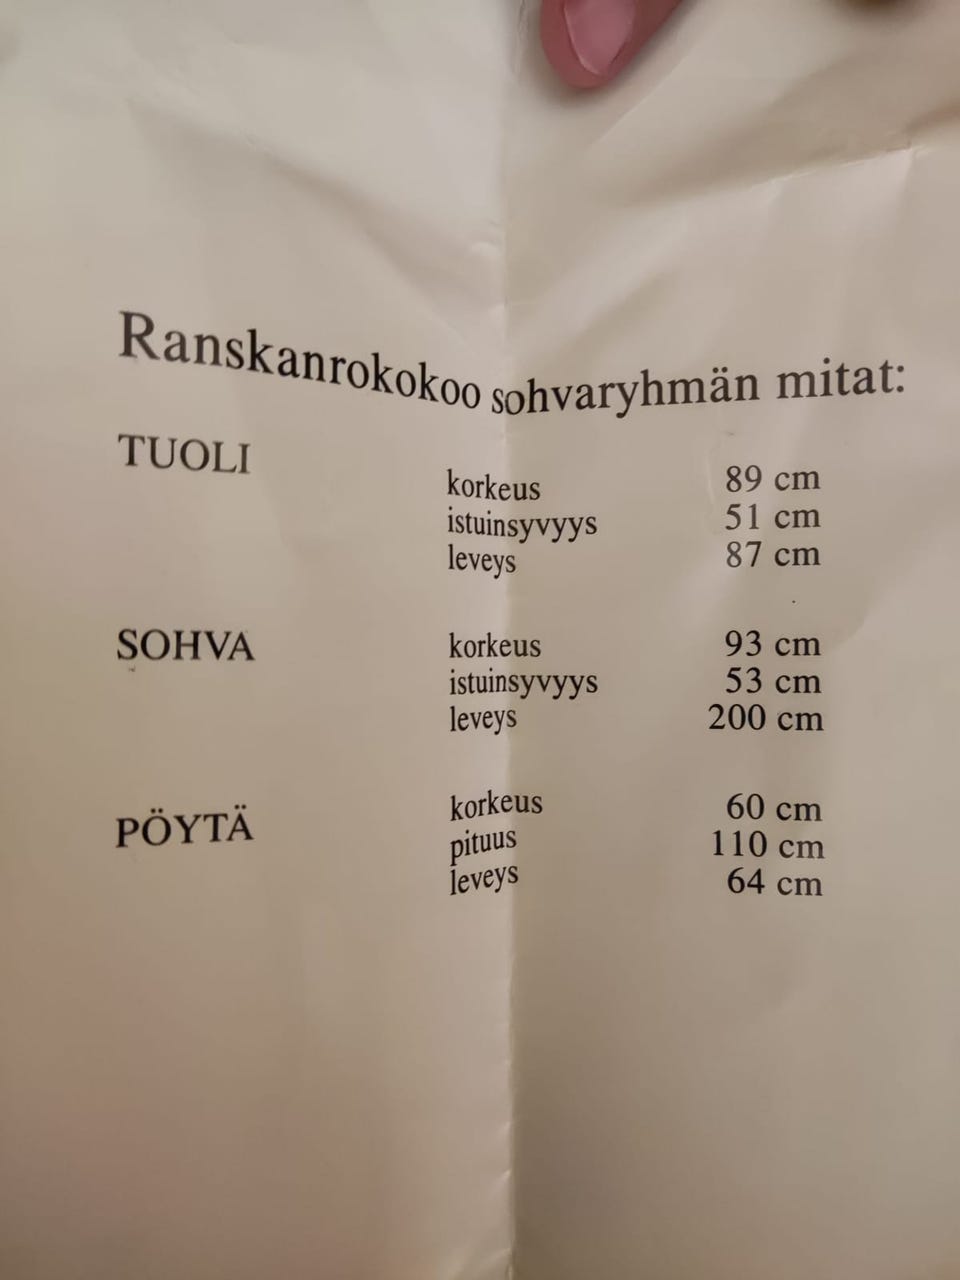 Ranskanrokokoo sohvaryhmän mitat:
TUOLI
korkeus 89 cm
istuinsyvyys 51 cm
leveys 87 cm
SOHVA korkeus 93 cm
istuinsyvyys 53 cm
leveys 200 cm
PÖYTÄ korkeus 60 cm
pituus 110 cm
leveys 64 cm